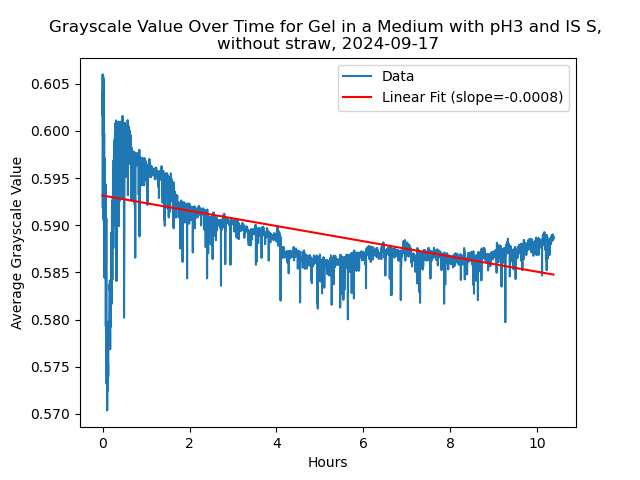 Grayscale Value Over Time for Gel in a Medium with pH3 and IS S,
without straw, 2024-09-17
Data
Linear Fit (slope=-0.0008)
0.605
0.600
0.595
0.590
0.585
0.580
0.575
0.570
Average Grayscale Value
0
2
4
6
8
10
Hours